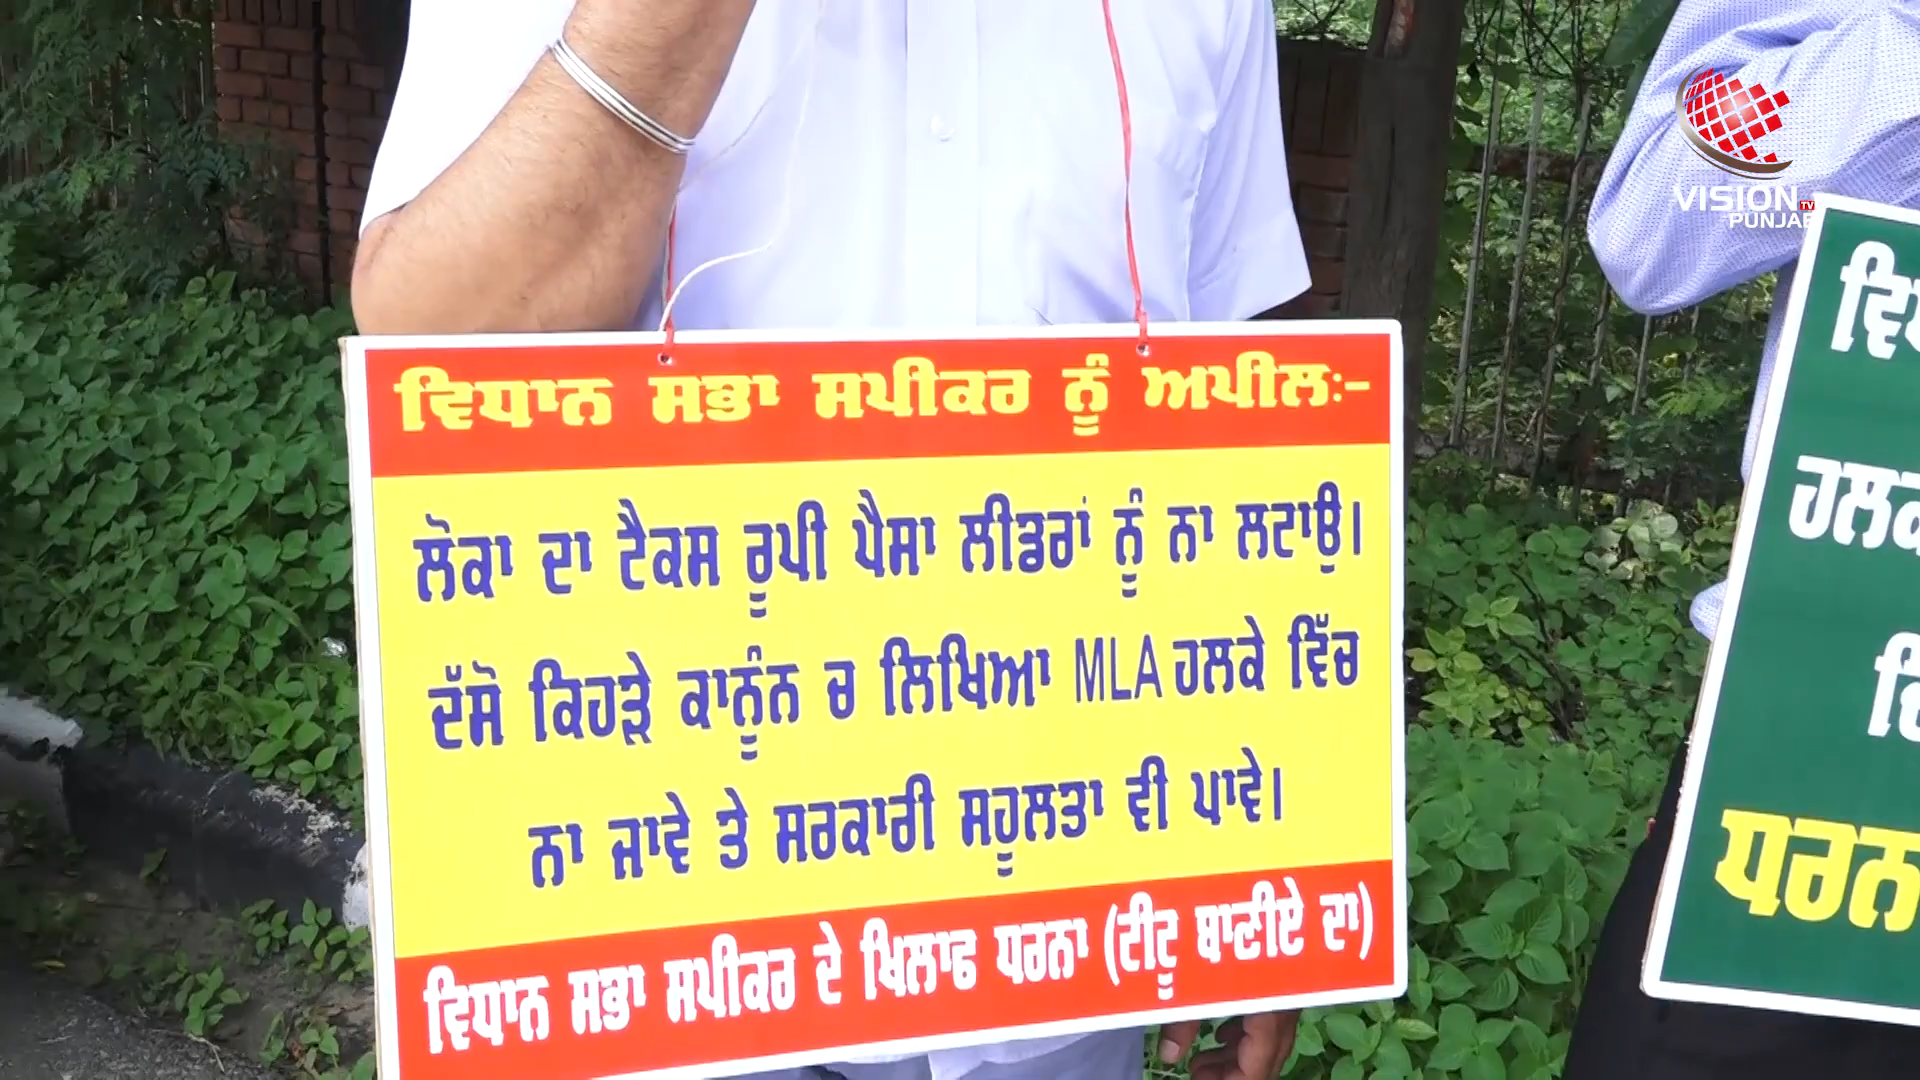 ਵਿਧਾਨ ਸਭਾ ਸਪੀਕਰ ਨੂੰ ਅਪੀਲ:-
ਲੋਕਾ ਦਾ ਟੈਕਸ ਰੂਪੀ ਪੈਸਾ ਲੀਡਰਾਂ ਨੂੰ ਨਾ ਲਟਾਉ।
ਦੱਸੋ ਕਿਹੜੇ ਕਾਨੂੰਨ ਚ ਲਿਖਿਆ MLA ਹਲਕੇ ਵਿੱਚ
ਨਾ ਜਾਵੇ ਤੇ ਸਰਕਾਰੀ ਸਹੂਲਤਾ ਵੀ ਪਾਵੇ।
ਵਿਧਾਨ ਸਭਾ ਸਪੀਕਰ ਦੇ ਖਿਲਾਫ ਧਰਨਾ (ਟੀਟੂ ਬਾਣੀਏ ਦਾ)
VISION TV
PUNJAB